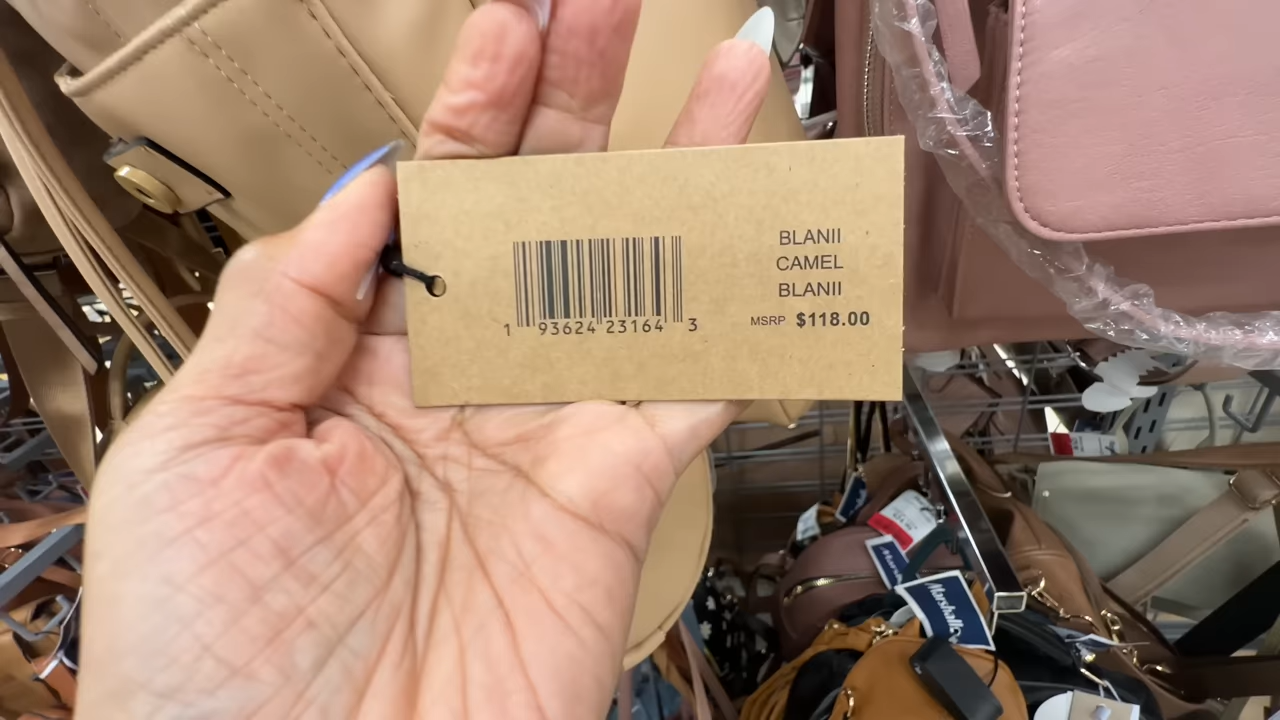 BLANII
CAMEL
BLANII
MSRP $118.00
1 93624 23164 3
Marshalls